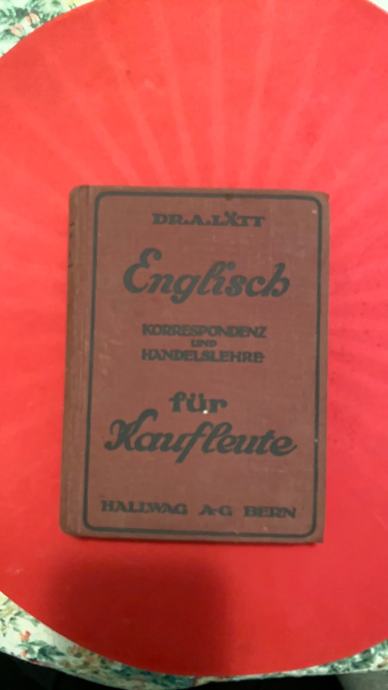 DR.A.LÄTT
Englisch
KORRESPONDENZ
UND
HANDELSLEHRE
für
Kaufleute
HALLWAG A-G BERN